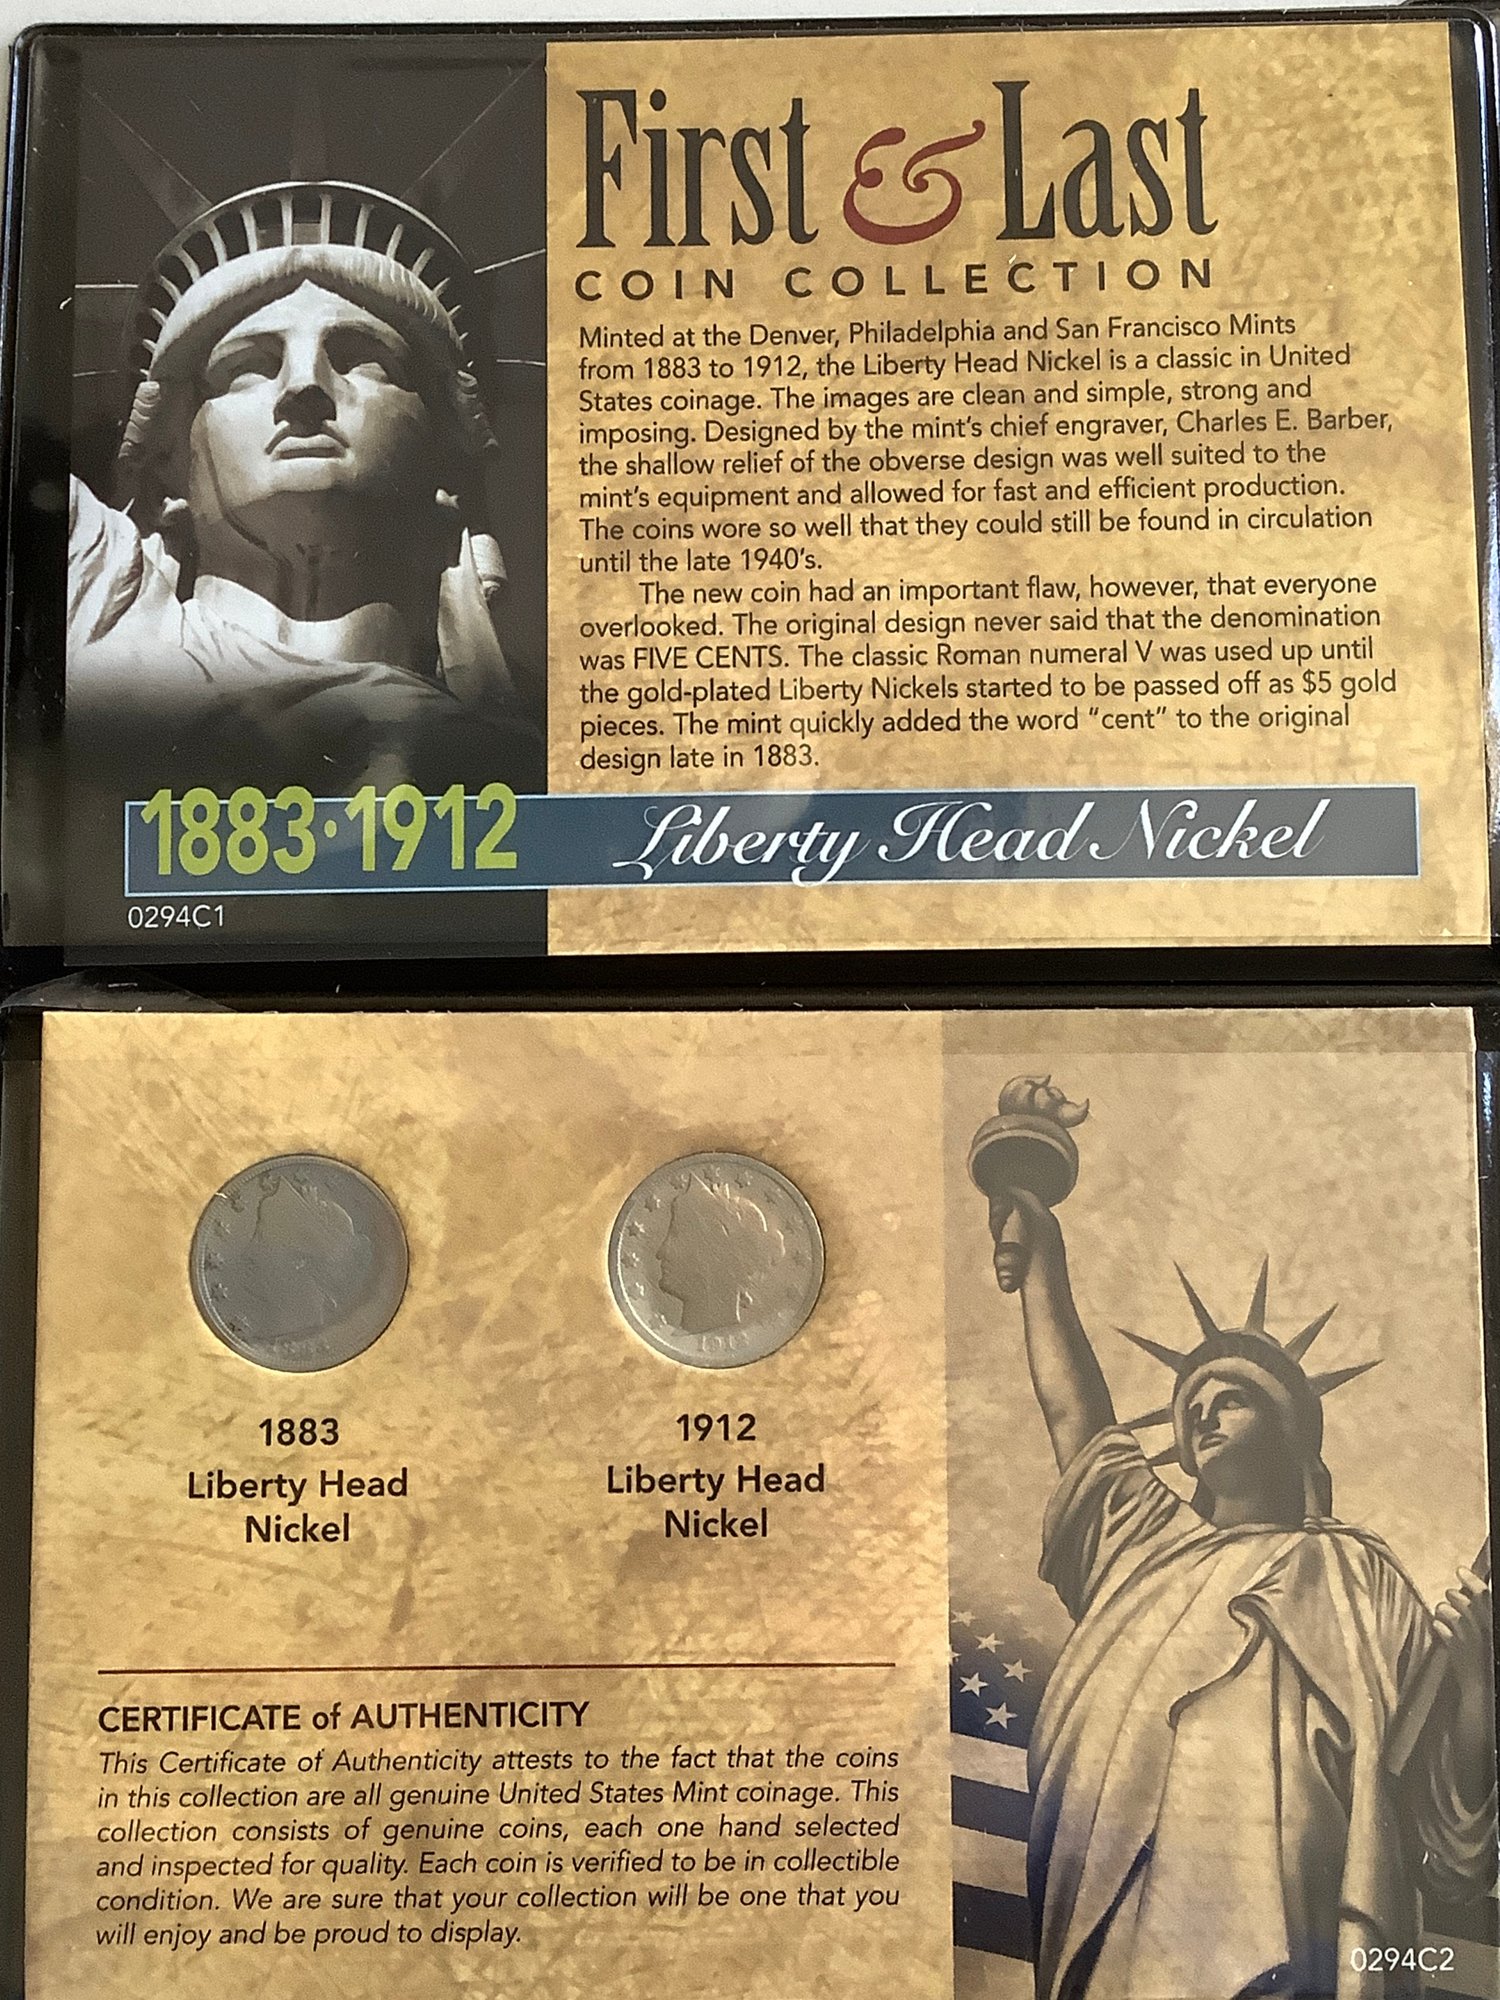 First & Last
COIN COLLECTION
Minted at the Denver, Philadelphia and San Francisco Mints
from 1883 to 1912, the Liberty Head Nickel is a classic in United
States coinage. The images are clean and simple, strong and
imposing. Designed by the mint's chief engraver, Charles E. Barber,
the shallow relief of the obverse design was well suited to the
mint's equipment and allowed for fast and efficient production.
The coins wore so well that they could still be found in circulation
until the late 1940's.
The new coin had an important flaw, however, that everyone
overlooked. The original design never said that the denomination
was FIVE CENTS. The classic Roman numeral V was used up until
the gold-plated Liberty Nickels started to be passed off as $5 gold
pieces. The mint quickly added the word "cent" to the original
design late in 1883.
1883·1912 Liberty Head Nickel
0294C1
1883
Liberty Head
Nickel
1912
Liberty Head
Nickel
CERTIFICATE of AUTHENTICITY
This Certificate of Authenticity attests to the fact that the coins
in this collection are all genuine United States Mint coinage. This
collection consists of genuine coins, each one hand selected
and inspected for quality. Each coin is verified to be in collectible
condition. We are sure that your collection will be one that you
will enjoy and be proud to display.
0294C2